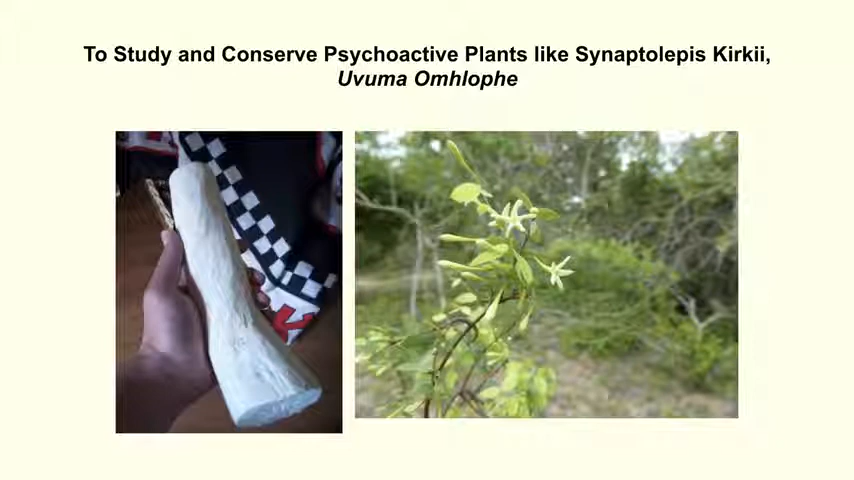 To Study and Conserve Psychoactive Plants like Synaptolepis Kirkii,
Uvuma Omhlophe